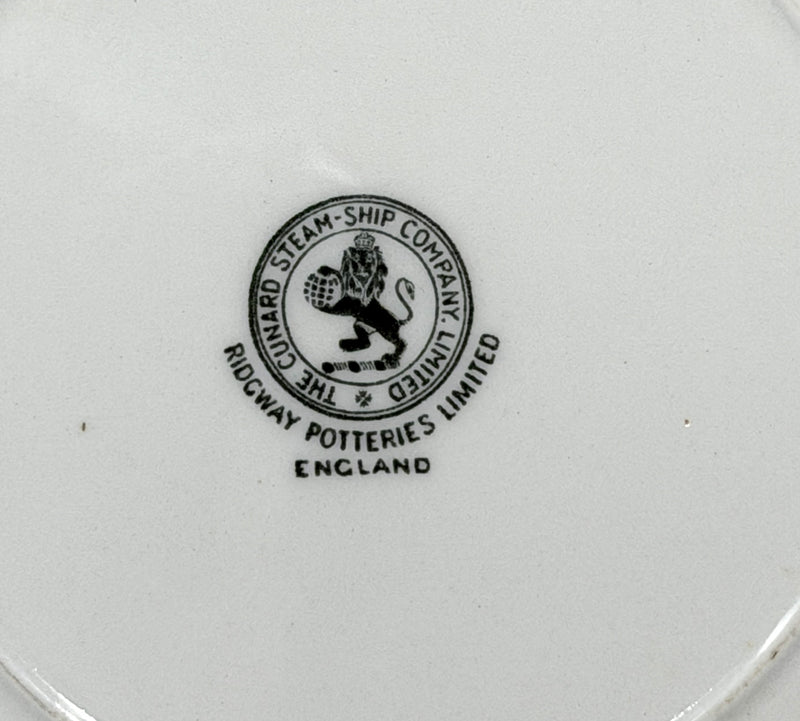 THE CUNARD STEAM-SHIP COMPANY. LIMITED
RIDGWAY POTTERIES LIMITED
ENGLAND